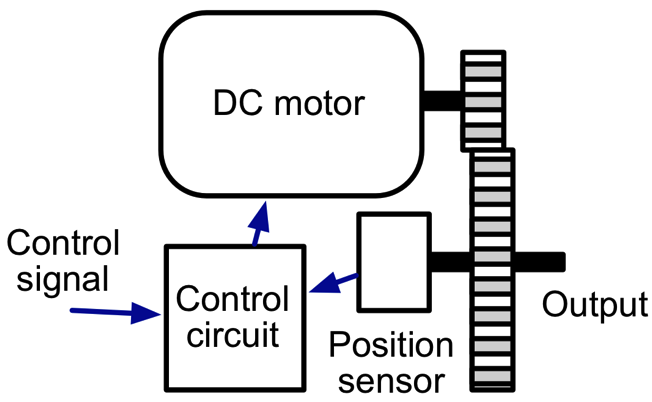 DC motor
Control
signal
Control
circuit
Position
sensor
Output